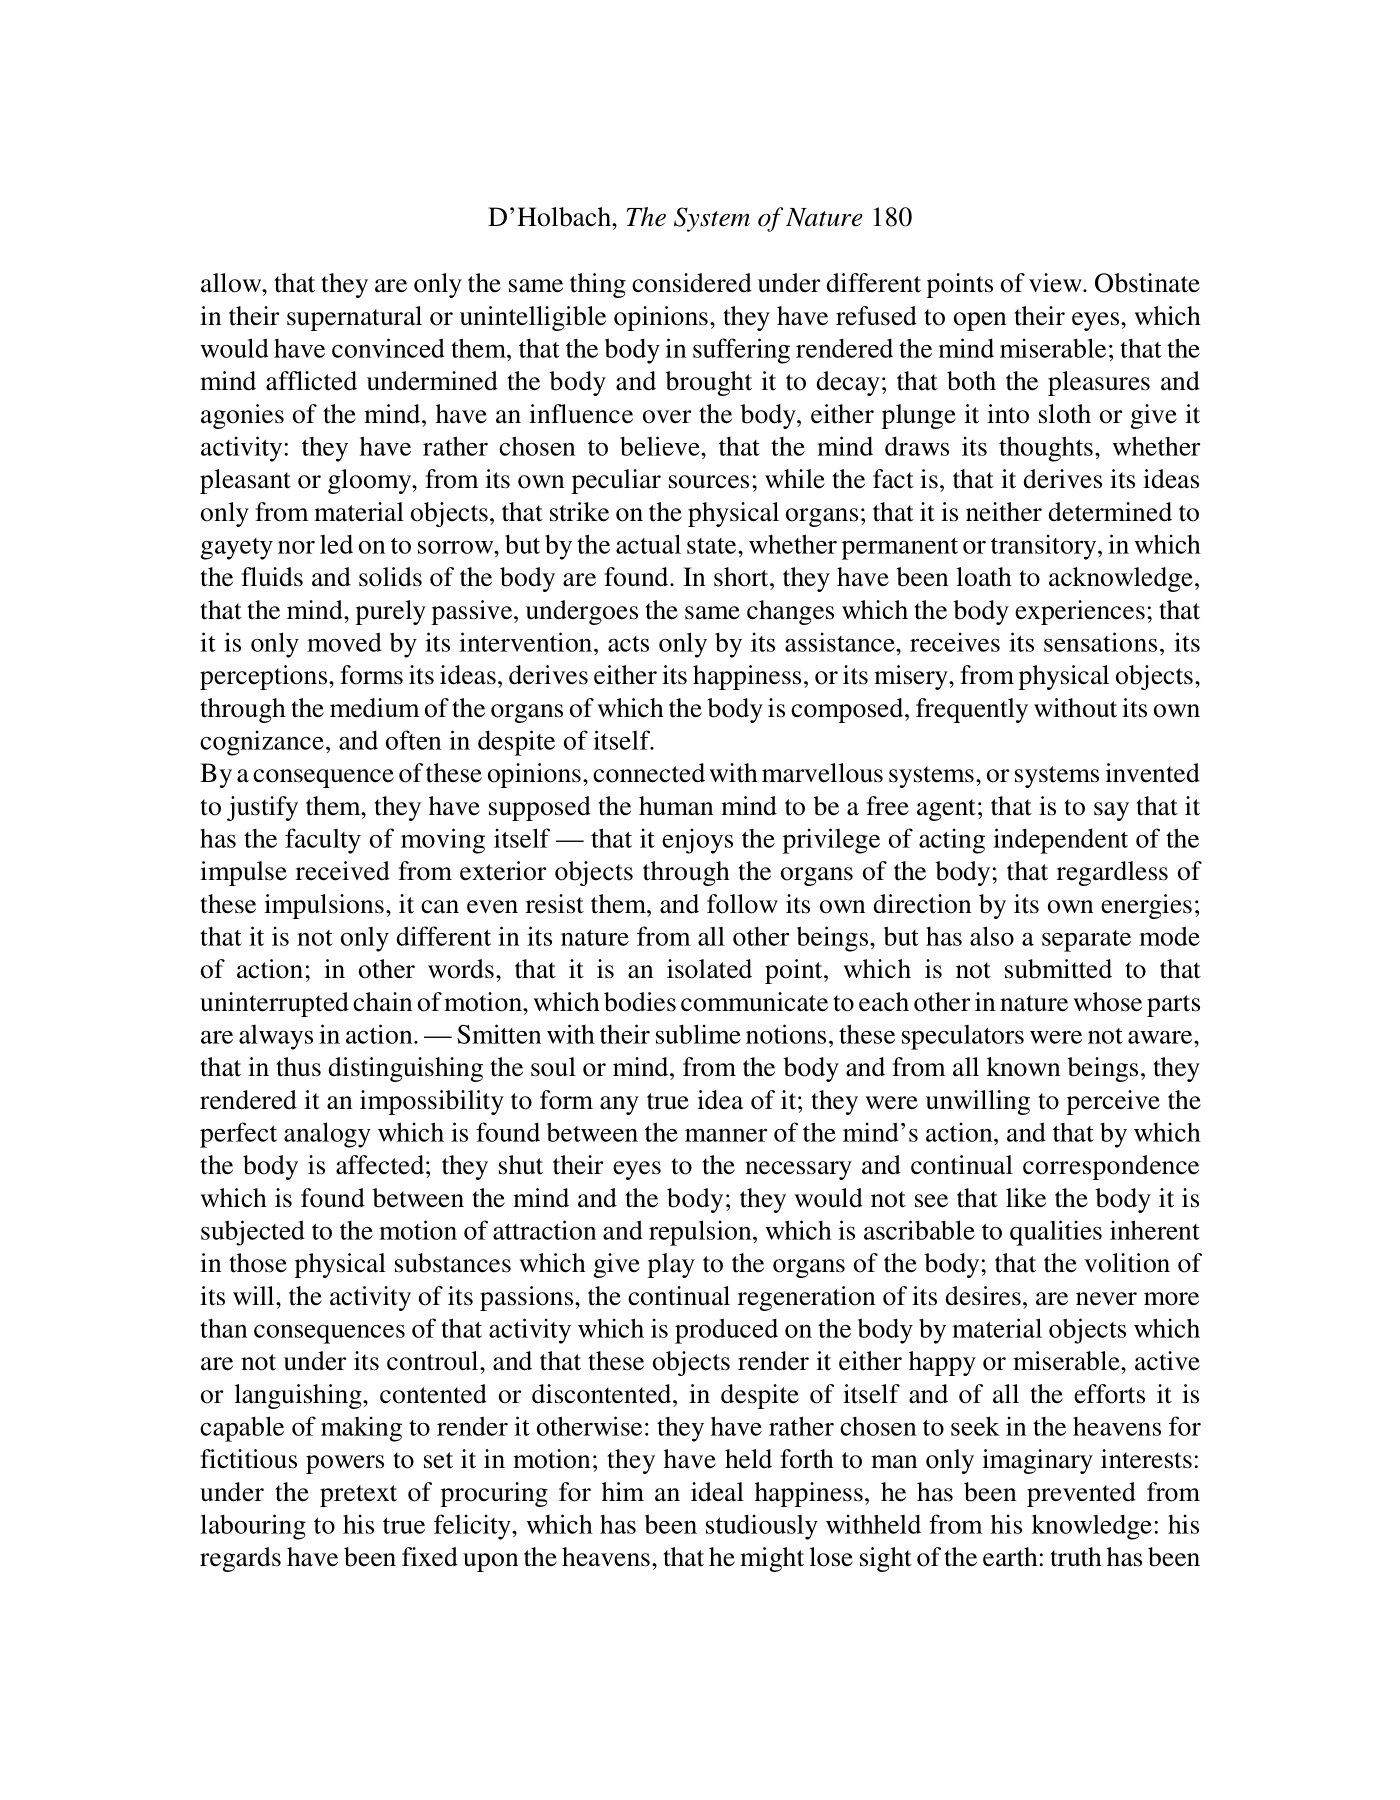 D’Holbach, The System of Nature 180
allow, that they are only the same thing considered under different points of view. Obstinate
in their supernatural or unintelligible opinions, they have refused to open their eyes, which
would have convinced them, that the body in suffering rendered the mind miserable; that the
mind afflicted undermined the body and brought it to decay; that both the pleasures and
agonies of the mind, have an influence over the body, either plunge it into sloth or give it
activity: they have rather chosen to believe, that the mind draws its thoughts, whether
pleasant or gloomy, from its own peculiar sources; while the fact is, that it derives its ideas
only from material objects, that strike on the physical organs; that it is neither determined to
gayety nor led on to sorrow, but by the actual state, whether permanent or transitory, in which
the fluids and solids of the body are found. In short, they have been loath to acknowledge,
that the mind, purely passive, undergoes the same changes which the body experiences; that
it is only moved by its intervention, acts only by its assistance, receives its sensations, its
perceptions, forms its ideas, derives either its happiness, or its misery, from physical objects,
through the medium of the organs of which the body is composed, frequently without its own
cognizance, and often in despite of itself.
By a consequence of these opinions, connected with marvellous systems, or systems invented
to justify them, they have supposed the human mind to be a free agent; that is to say that it
has the faculty of moving itself — that it enjoys the privilege of acting independent of the
impulse received from exterior objects through the organs of the body; that regardless of
these impulsions, it can even resist them, and follow its own direction by its own energies;
that it is not only different in its nature from all other beings, but has also a separate mode
of action; in other words, that it is an isolated point, which is not submitted to that
uninterrupted chain of motion, which bodies communicate to each other in nature whose parts
are always in action. — Smitten with their sublime notions, these speculators were not aware,
that in thus distinguishing the soul or mind, from the body and from all known beings, they
rendered it an impossibility to form any true idea of it; they were unwilling to perceive the
perfect analogy which is found between the manner of the mind’s action, and that by which
the body is affected; they shut their eyes to the necessary and continual correspondence
which is found between the mind and the body; they would not see that like the body it is
subjected to the motion of attraction and repulsion, which is ascribable to qualities inherent
in those physical substances which give play to the organs of the body; that the volition of
its will, the activity of its passions, the continual regeneration of its desires, are never more
than consequences of that activity which is produced on the body by material objects which
are not under its controul, and that these objects render it either happy or miserable, active
or languishing, contented or discontented, in despite of itself and of all the efforts it is
capable of making to render it otherwise: they have rather chosen to seek in the heavens for
fictitious powers to set it in motion; they have held forth to man only imaginary interests:
under the pretext of procuring for him an ideal happiness, he has been prevented from
labouring to his true felicity, which has been studiously withheld from his knowledge: his
regards have been fixed upon the heavens, that he might lose sight of the earth: truth has been